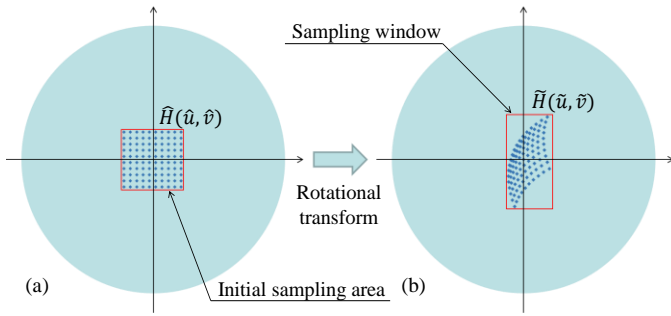 Sampling window
Ĥ(û, v̂)
H̃(ũ, ṽ)
Rotational
transform
(a)
Initial sampling area
(b)